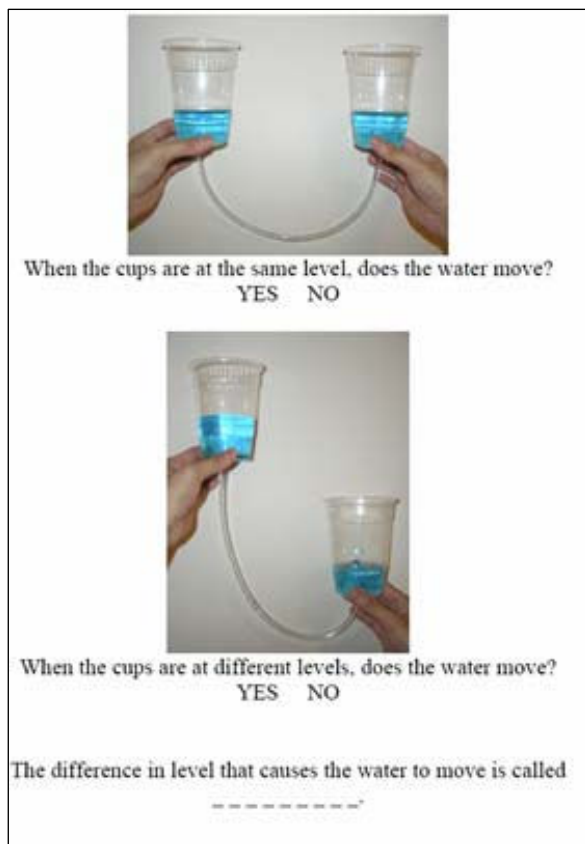 When the cups are at the same level, does the water move?
YES NO
When the cups are at different levels, does the water move?
YES NO
The difference in level that causes the water to move is called
_ _ _ _ _ _ _ _ _.